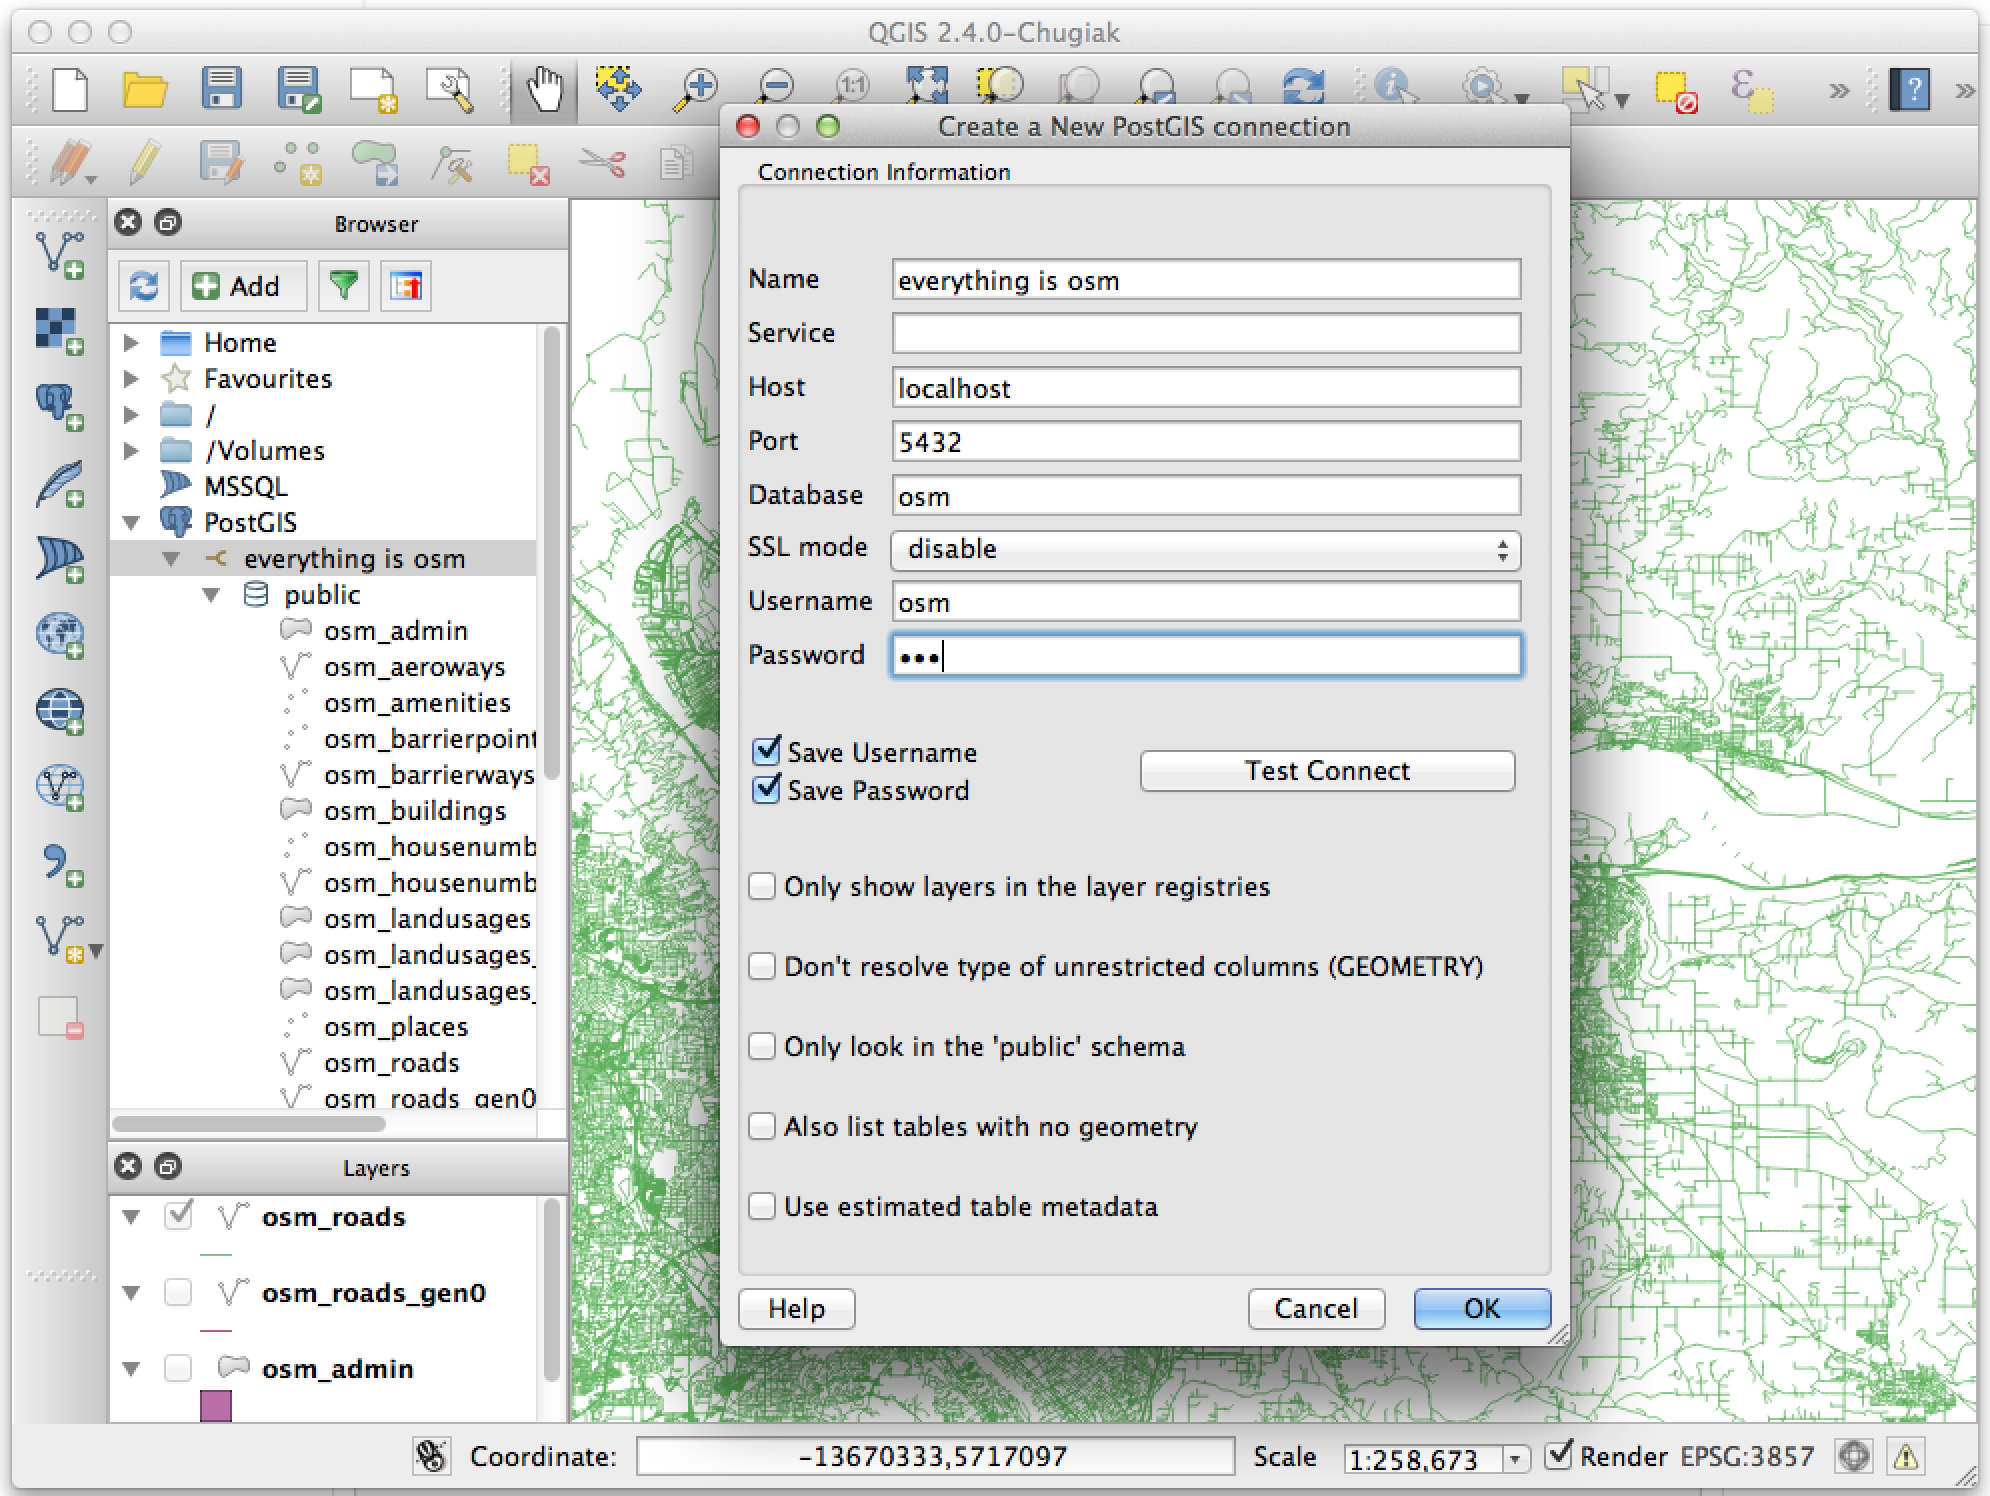 QGIS 2.4.0-Chugiak
1:1
ε
»
?
»
Create a New PostGIS connection
Connection Information
Name everything is osm
Service
Host localhost
Port 5432
Database osm
SSL mode disable
Username osm
Password •••
Save Username
Save Password
Test Connect
Only show layers in the layer registries
Don't resolve type of unrestricted columns (GEOMETRY)
Only look in the 'public' schema
Also list tables with no geometry
Use estimated table metadata
Help Cancel OK
Browser
Add
Home
Favourites
/
/Volumes
MSSQL
PostGIS
everything is osm
public
osm_admin
osm_aeroways
osm_amenities
osm_barrierpoint
osm_barrierways
osm_buildings
osm_housenumb
osm_housenumb
osm_landusages
osm_landusages_
osm_landusages_
osm_places
osm_roads
osm_roads_gen0
Layers
osm_roads
osm_roads_gen0
osm_admin
Coordinate: -13670333,5717097 Scale 1:258,673 Render EPSG:3857